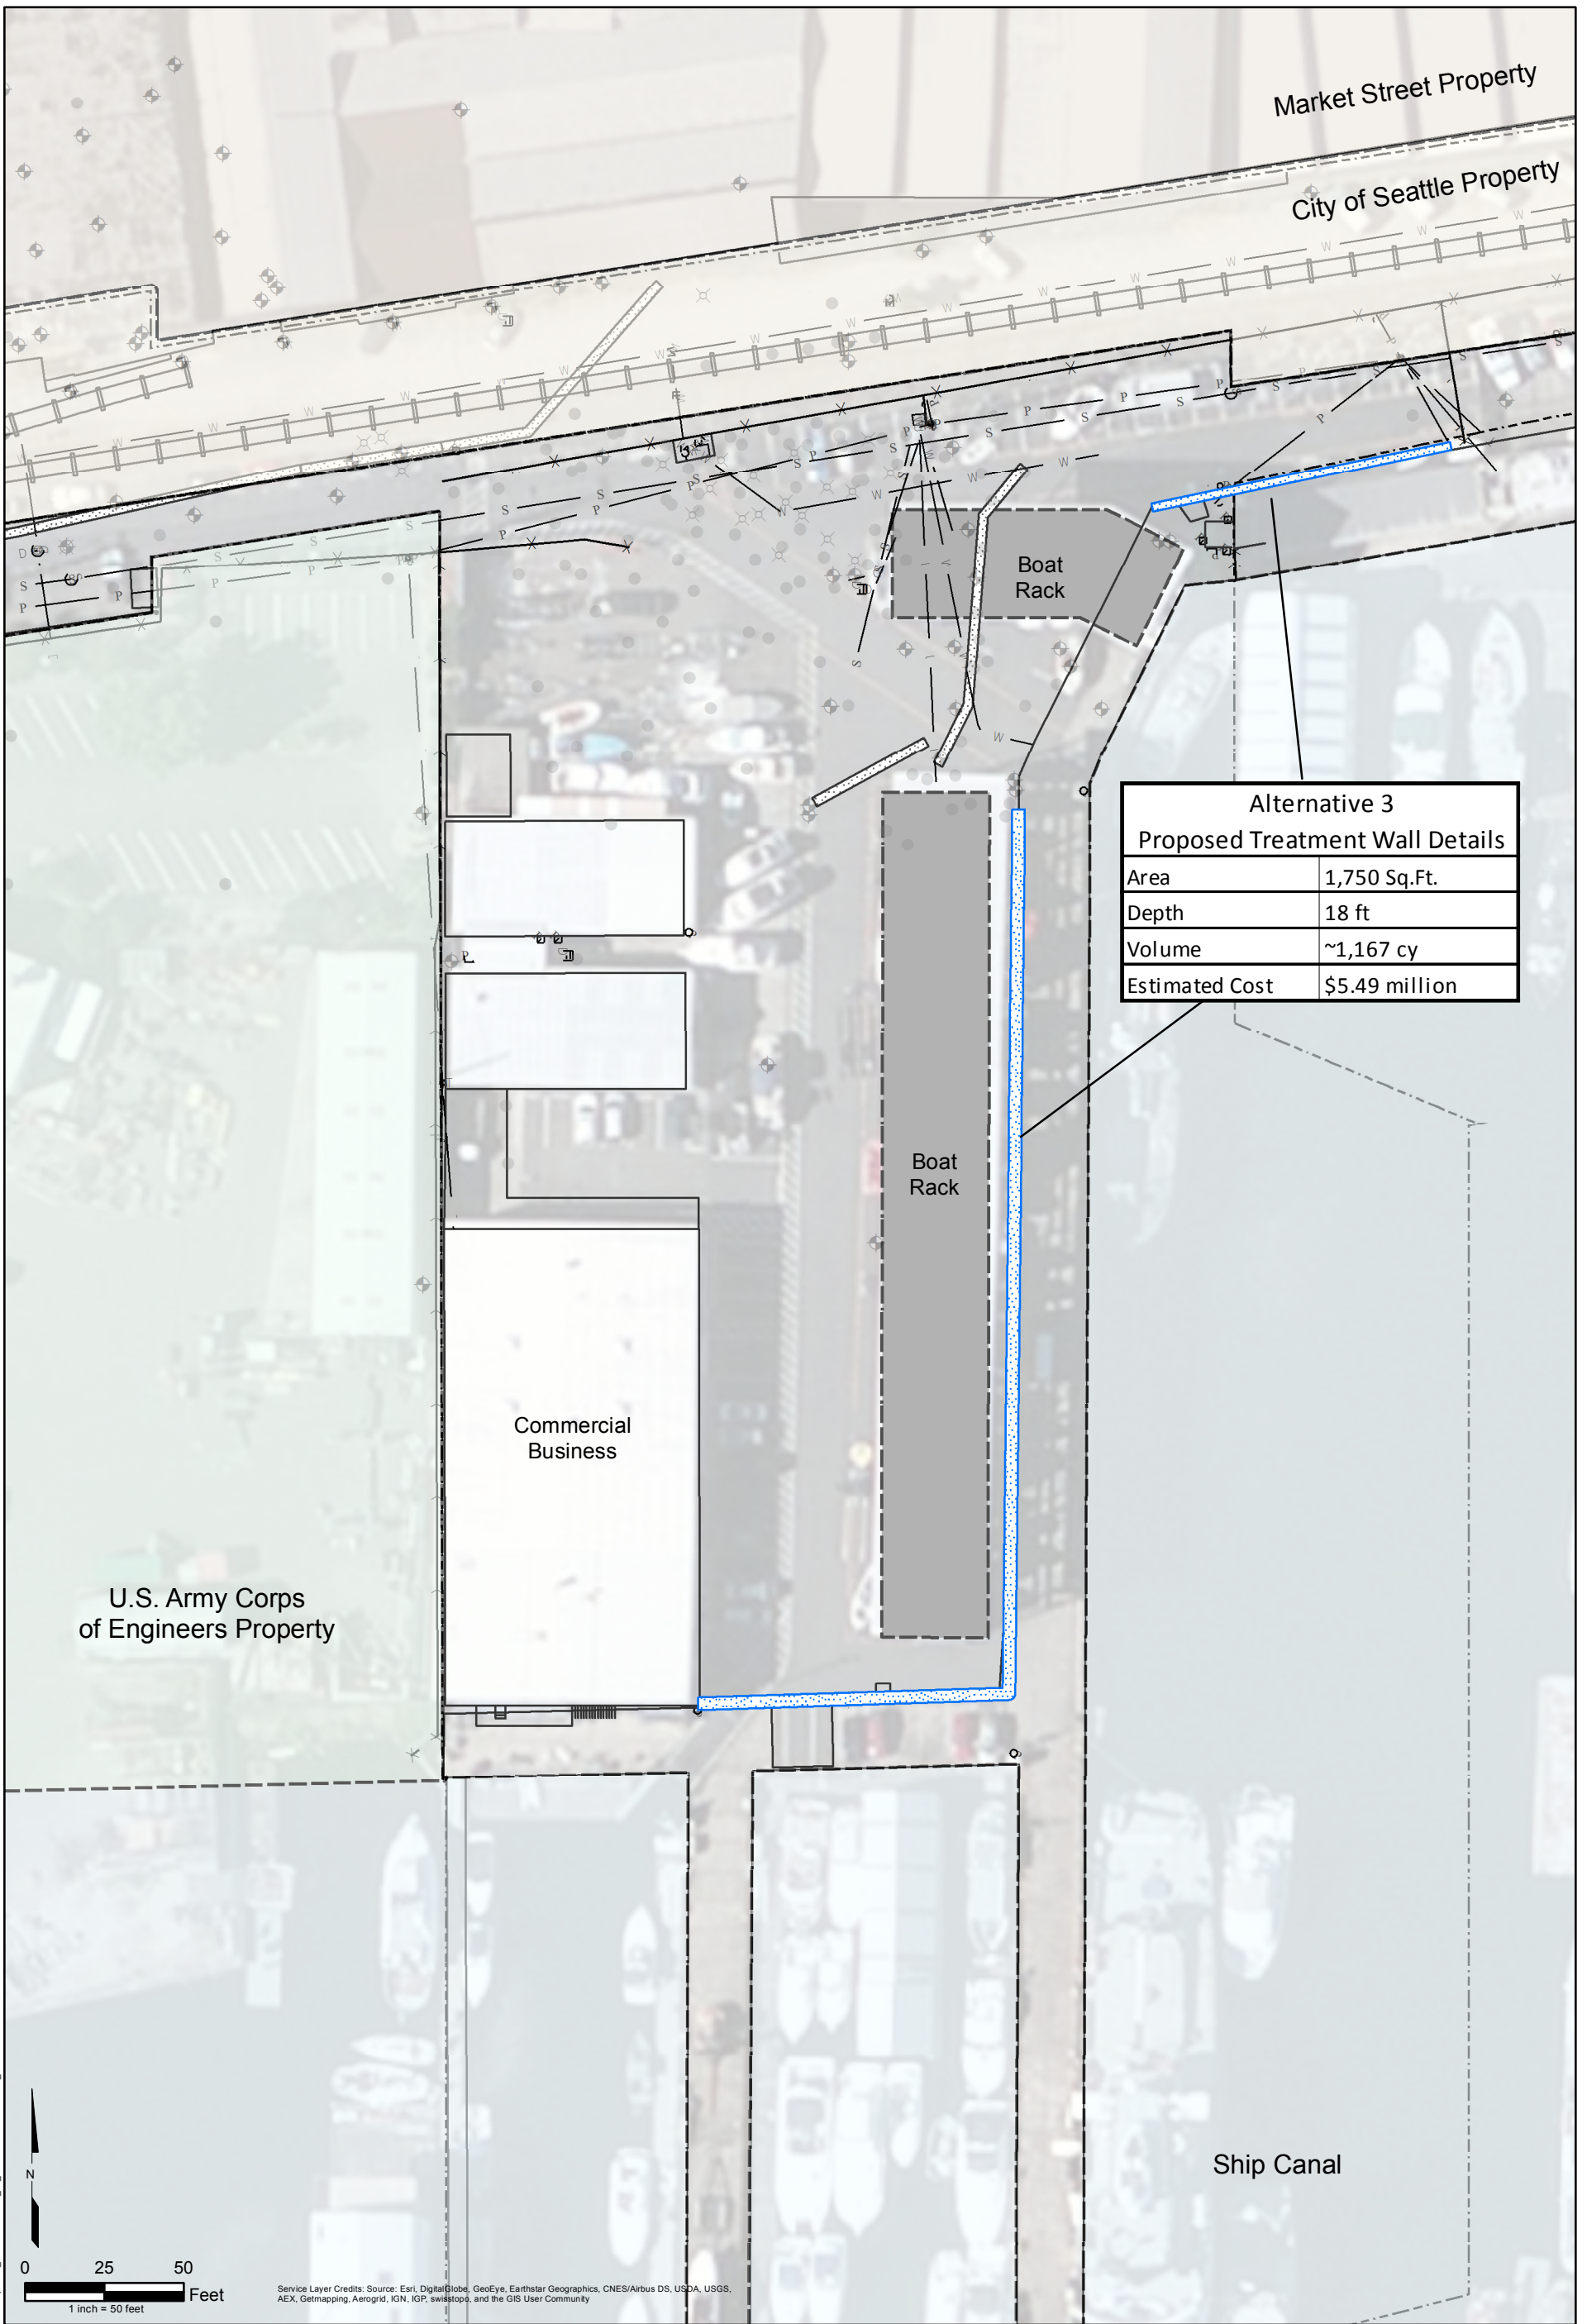 Market Street Property
City of Seattle Property
Boat
Rack
Alternative 3
Proposed Treatment Wall Details
Area 1,750 Sq.Ft.
Depth 18 ft
Volume ~1,167 cy
Estimated Cost $5.49 million
Boat
Rack
Commercial
Business
U.S. Army Corps
of Engineers Property
Ship Canal
N
0 25 50
Feet
1 inch = 50 feet
Service Layer Credits: Source: Esri, DigitalGlobe, GeoEye, Earthstar Geographics, CNES/Airbus DS, USDA, USGS,
AEX, Getmapping, Aerogrid, IGN, IGP, swisstopo, and the GIS User Community